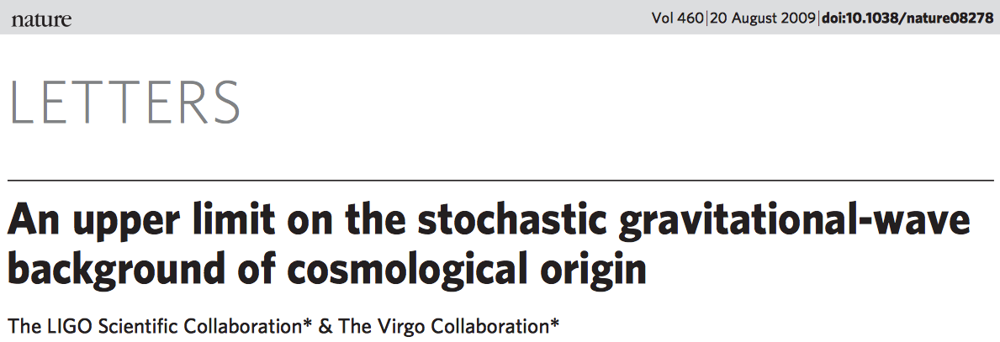 nature
Vol 460|20 August 2009|doi:10.1038/nature08278
LETTERS
An upper limit on the stochastic gravitational-wave
background of cosmological origin
The LIGO Scientific Collaboration* & The Virgo Collaboration*